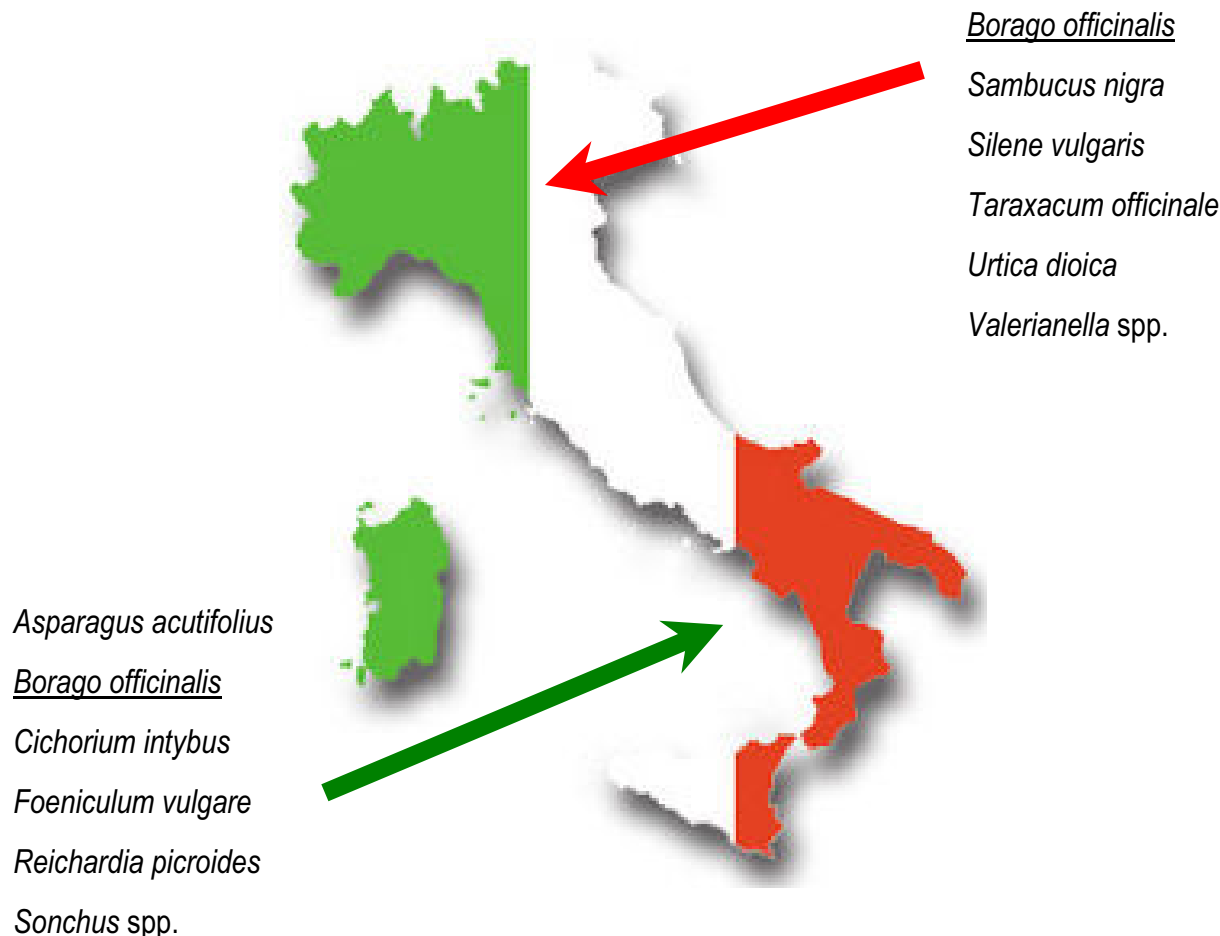 Borago officinalis
Sambucus nigra
Silene vulgaris
Taraxacum officinale
Urtica dioica
Valerianella spp.
Asparagus acutifolius
Borago officinalis
Cichorium intybus
Foeniculum vulgare
Reichardia picroides
Sonchus spp.